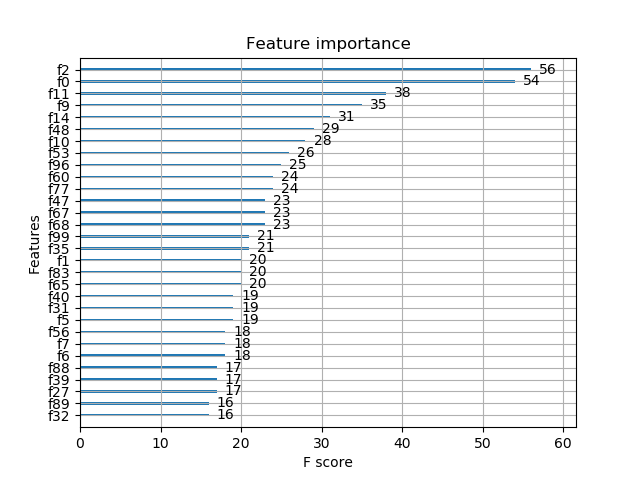 Feature importance
f2 56
f0 54
f11 38
f9 35
f14 31
f48 29
f10 28
f53 26
f96 25
f60 24
f77 24
f47 23
f67 23
f68 23
f99 21
f35 21
f1 20
f83 20
f65 20
f40 19
f31 19
f5 19
f56 18
f7 18
f6 18
f88 17
f39 17
f27 17
f89 16
f32 16
Features
0 10 20 30 40 50 60
F score